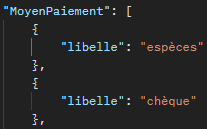 "MoyenPaiement": [
{
"libelle": "espèces"
},
{
"libelle": "chèque"
},